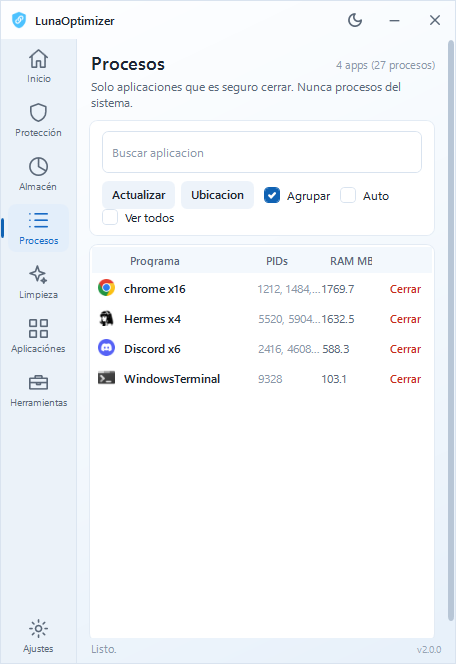 LunaOptimizer
Inicio
Protección
Almacén
Procesos
Limpieza
Aplicaciónes
Herramientas
Ajustes
Procesos
4 apps (27 procesos)
Solo aplicaciones que es seguro cerrar. Nunca procesos del
sistema.
Buscar aplicacion
Actualizar Ubicacion Agrupar Auto
Ver todos
Programa PIDs RAM MB
chrome x16 1212, 1484,... 1769.7 Cerrar
Hermes x4 5520, 5904... 1632.5 Cerrar
Discord x6 2416, 4608... 588.3 Cerrar
WindowsTerminal 9328 103.1 Cerrar
Listo.
v2.0.0